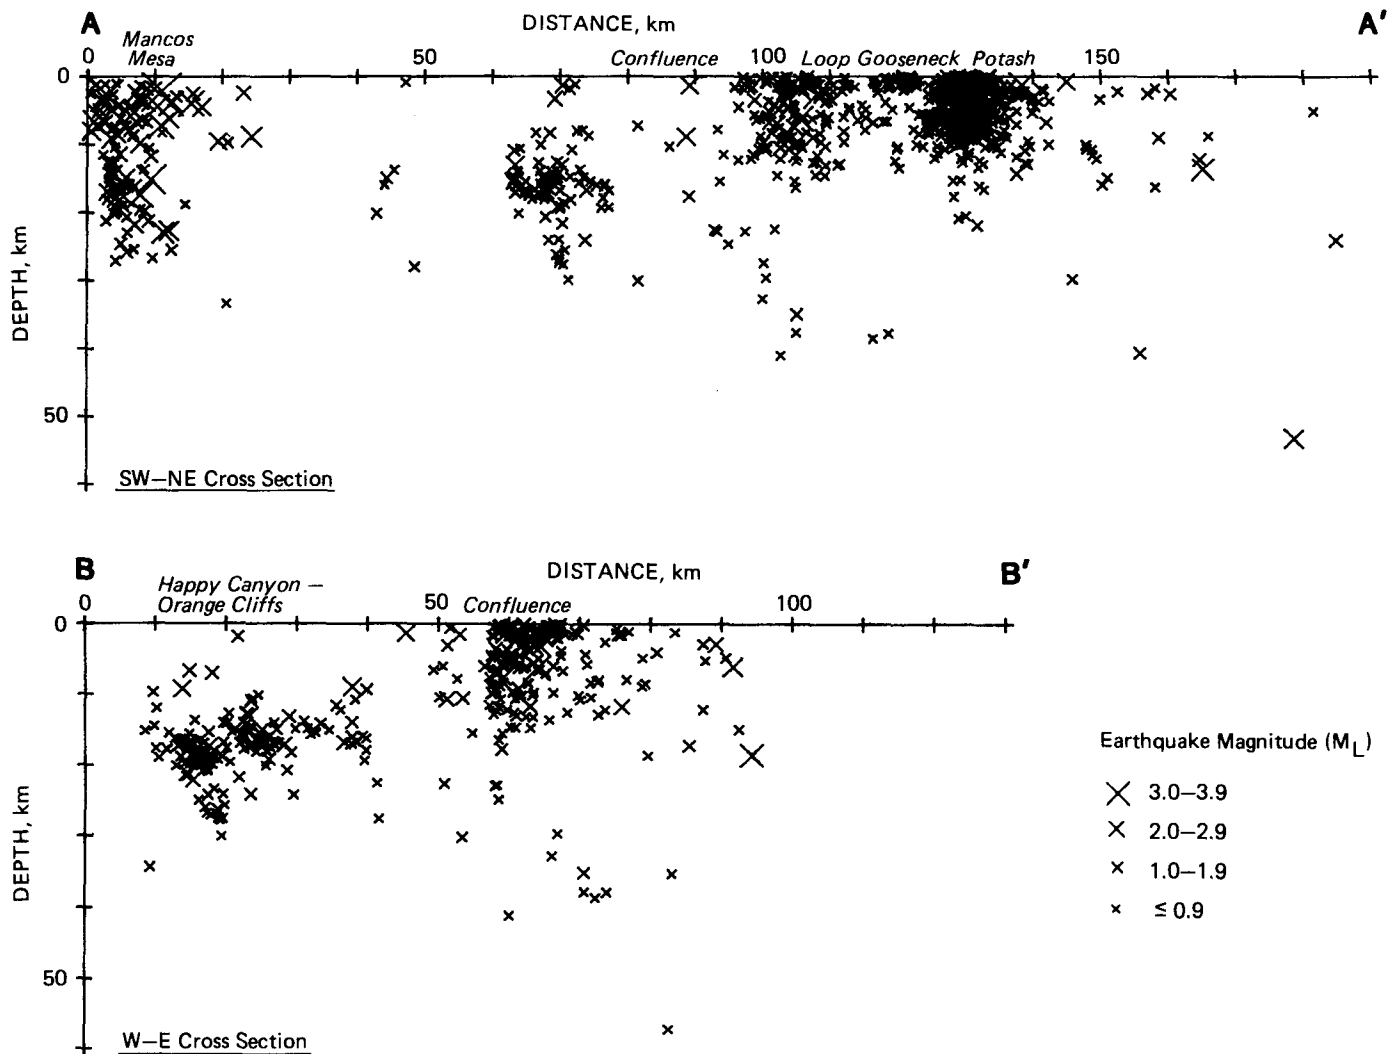 A DISTANCE, km A′
Mancos
Mesa
0 50 Confluence 100 Loop Gooseneck Potash 150
0
DEPTH, km
50
SW–NE Cross Section
B DISTANCE, km B′
Happy Canyon –
Orange Cliffs
0 50 Confluence 100
0
DEPTH, km
50
W–E Cross Section
Earthquake Magnitude (ML)
3.0–3.9
2.0–2.9
1.0–1.9
≤ 0.9